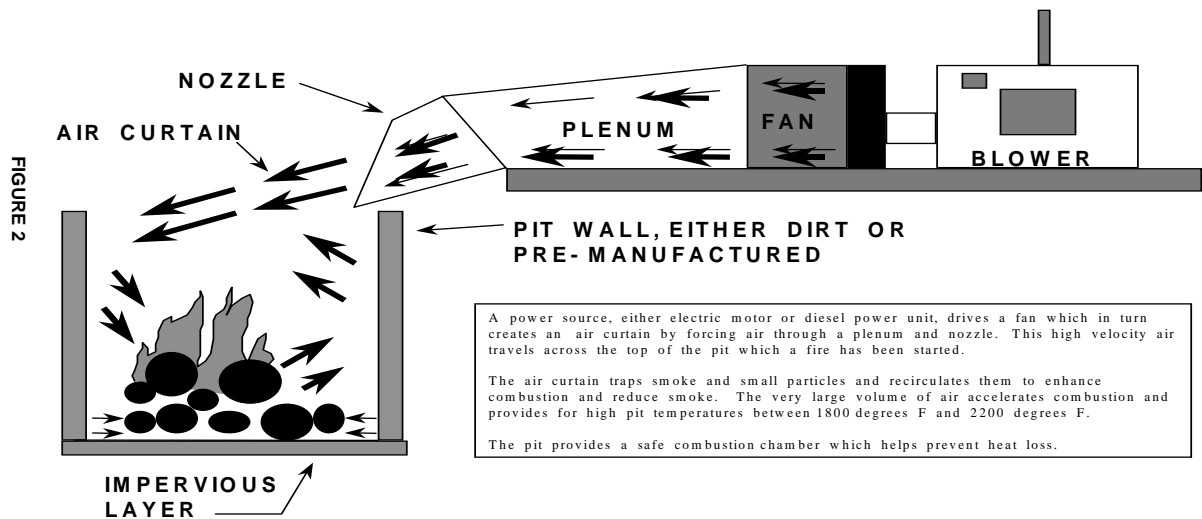 FIGURE 2
NOZZLE
AIR CURTAIN
PLENUM
FAN
BLOWER
PIT WALL, EITHER DIRT OR
PRE- MANUFACTURED
A power source, either electric motor or diesel power unit, drives a fan which in turn
creates an air curtain by forcing air through a plenum and nozzle. This high velocity air
travels across the top of the pit which a fire has been started.
The air curtain traps smoke and small particles and recirculates them to enhance
combustion and reduce smoke. The very large volume of air accelerates combustion and
provides for high pit temperatures between 1800 degrees F and 2200 degrees F.
The pit provides a safe combustion chamber which helps prevent heat loss.
IMPERVIOUS
LAYER